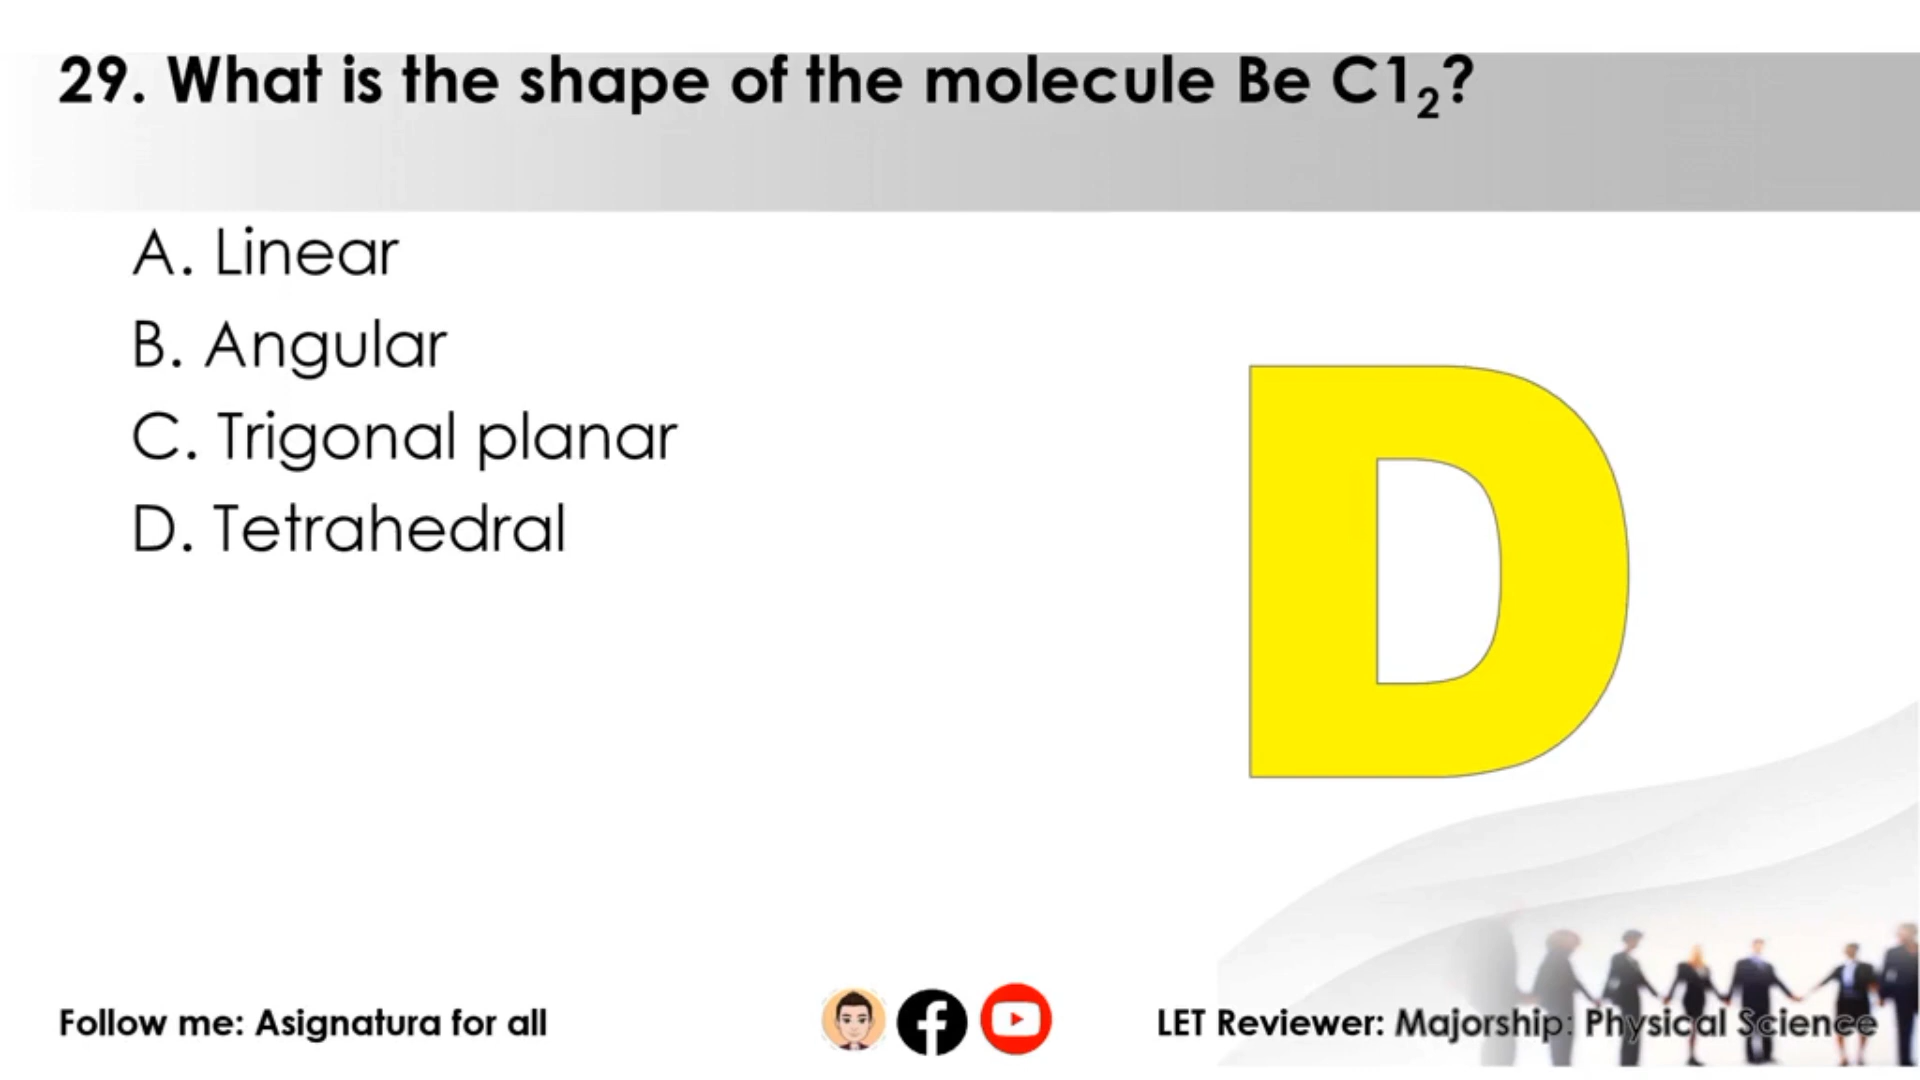 29. What is the shape of the molecule Be C1₂?
A. Linear
B. Angular
C. Trigonal planar
D. Tetrahedral
D
Follow me: Asignatura for all
LET Reviewer: Majorship: Physical Science